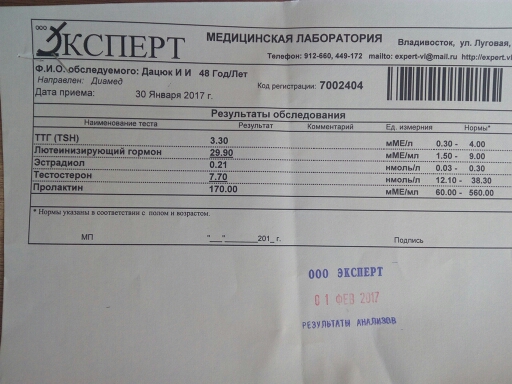 ООО ЭКСПЕРТ
МЕДИЦИНСКАЯ ЛАБОРАТОРИЯ
Владивосток, ул. Луговая,
Телефон: 912-660, 449-172 mailto: expert-vl@mail.ru http://expert.vl
Ф.И.О. обследуемого: Дацюк И И 48 Год/Лет
Направлен: Диамед
Код регистрации: 7002404
Дата приема: 30 Января 2017 г.
Результаты обследования
Наименование теста Результат Комментарий Ед. измерния Нормы*
ТТГ (TSH) 3.30 мМЕ/л 0.30 - 4.00
Лютеинизирующий гормон 29.90 мМЕ/мл 1.50 - 9.00
Эстрадиол 0.21 нмоль/л 0.03 - 0.30
Тестостерон 7.70 нмоль/л 12.10 - 38.30
Пролактин 170.00 мМЕ/мл 60.00 - 560.00
* Нормы указаны в соответствии с полом и возрастом.
МП "___"________201_ г. Подпись
ООО ЭКСПЕРТ
01 ФЕВ 2017
РЕЗУЛЬТАТЫ АНАЛИЗОВ